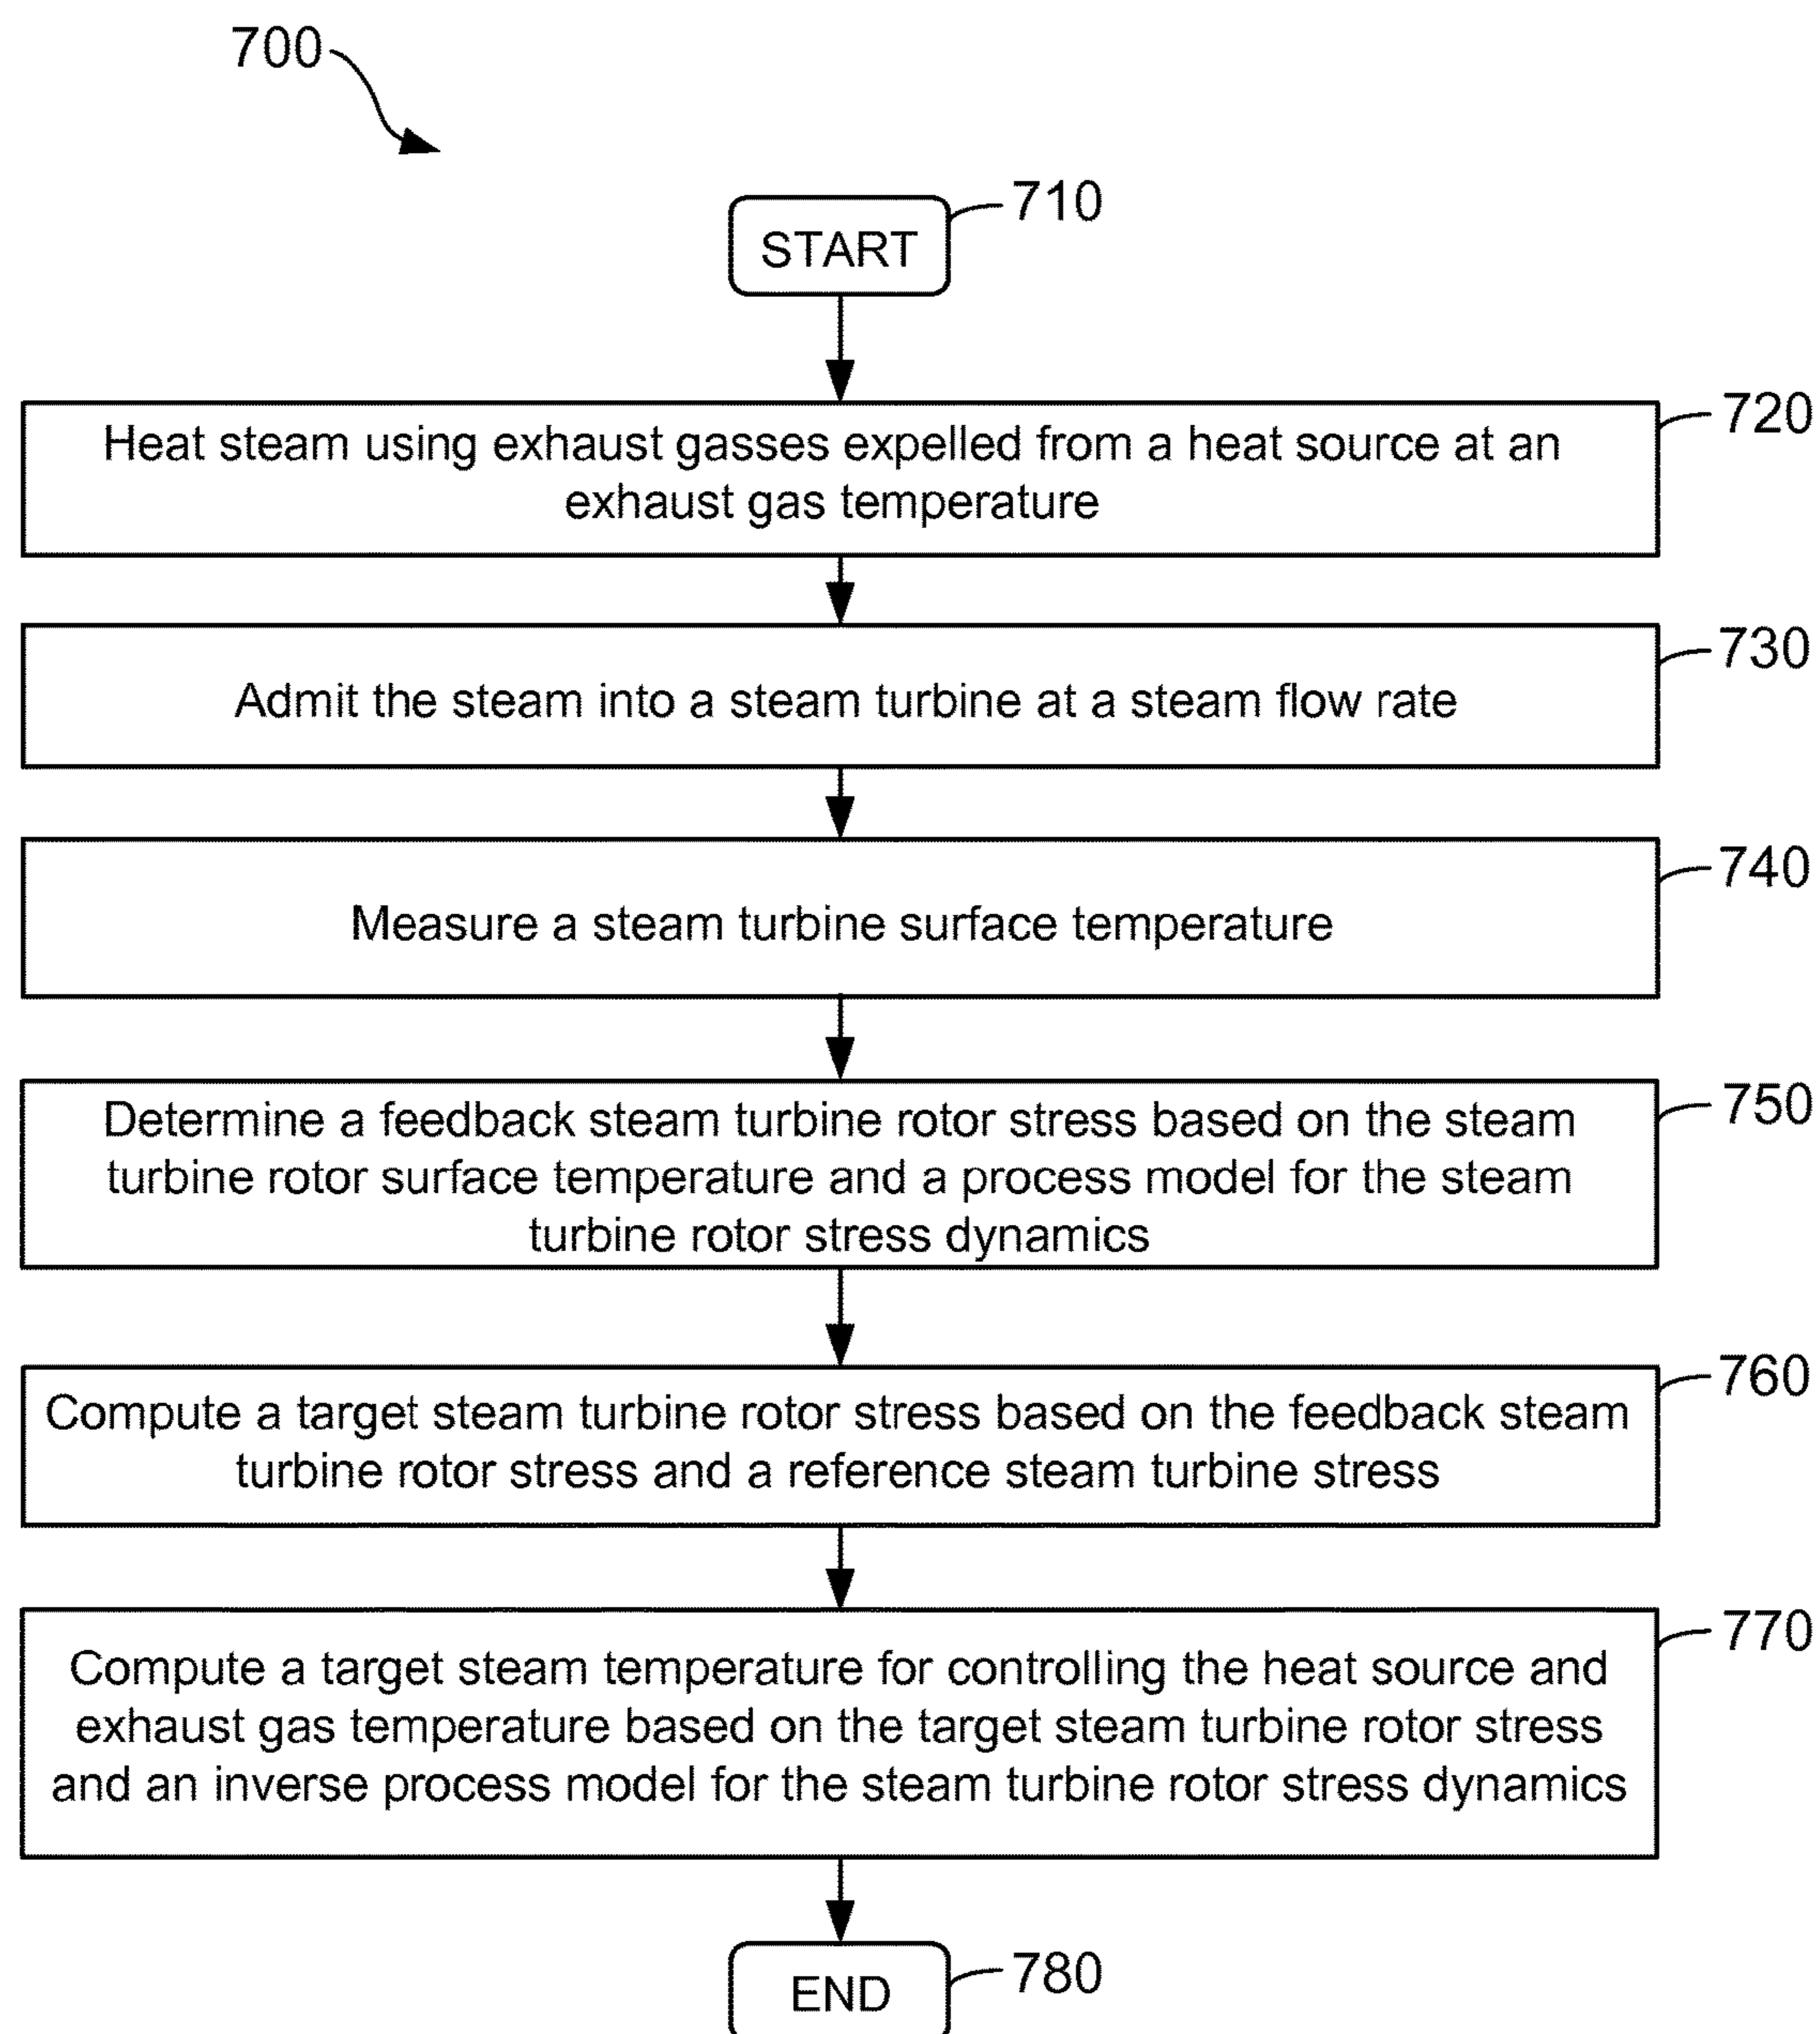 700
710
START
720
Heat steam using exhaust gasses expelled from a heat source at an
exhaust gas temperature
730
Admit the steam into a steam turbine at a steam flow rate
740
Measure a steam turbine surface temperature
750
Determine a feedback steam turbine rotor stress based on the steam
turbine rotor surface temperature and a process model for the steam
turbine rotor stress dynamics
760
Compute a target steam turbine rotor stress based on the feedback steam
turbine rotor stress and a reference steam turbine stress
770
Compute a target steam temperature for controlling the heat source and
exhaust gas temperature based on the target steam turbine rotor stress
and an inverse process model for the steam turbine rotor stress dynamics
780
END